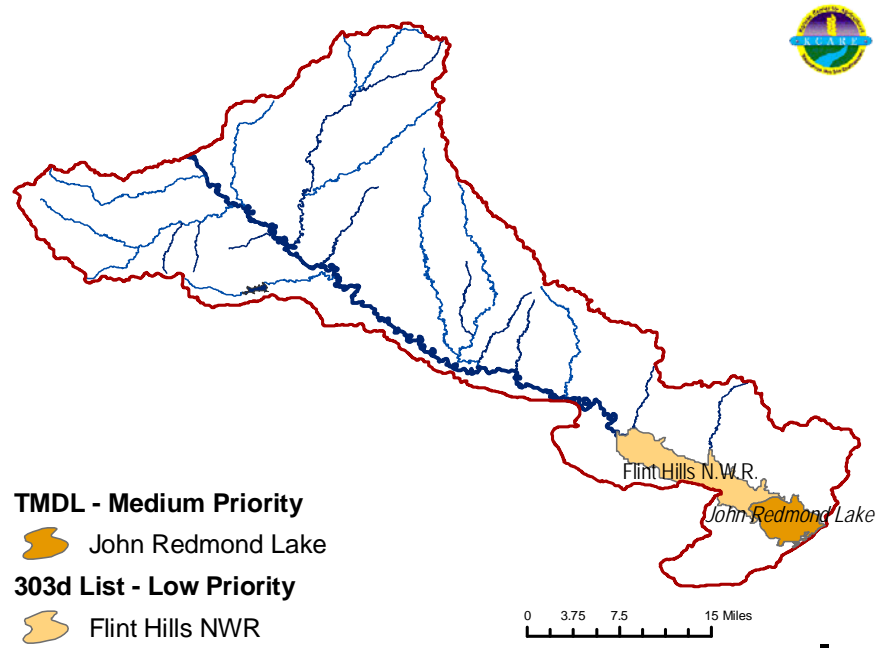 KCARE
Flint Hills N.W.R.
John Redmond Lake
TMDL - Medium Priority
John Redmond Lake
303d List - Low Priority
Flint Hills NWR
0 3.75 7.5 15 Miles